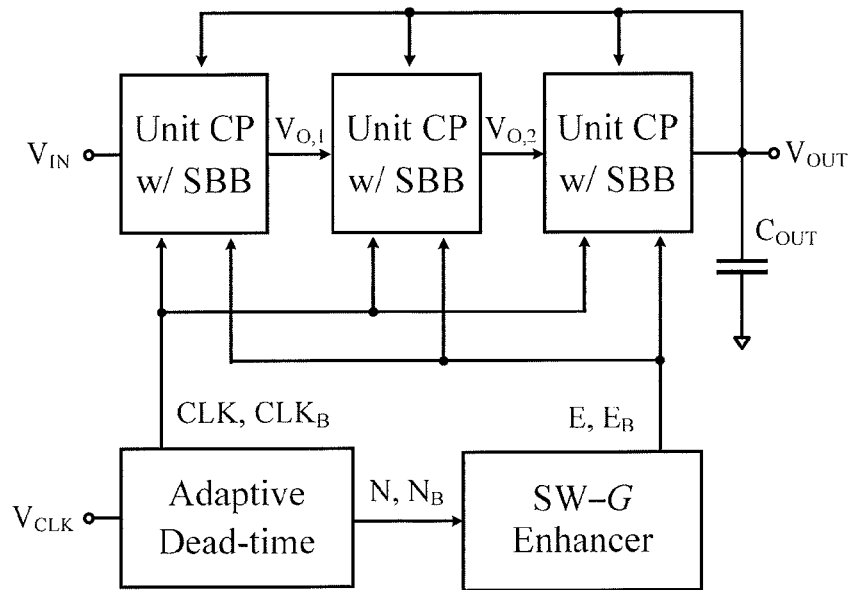 Unit CP
w/ SBB
Unit CP
w/ SBB
Unit CP
w/ SBB
V_IN
V_O,1
V_O,2
V_OUT
C_OUT
CLK, CLK_B
E, E_B
V_CLK
Adaptive
Dead-time
N, N_B
SW–G
Enhancer